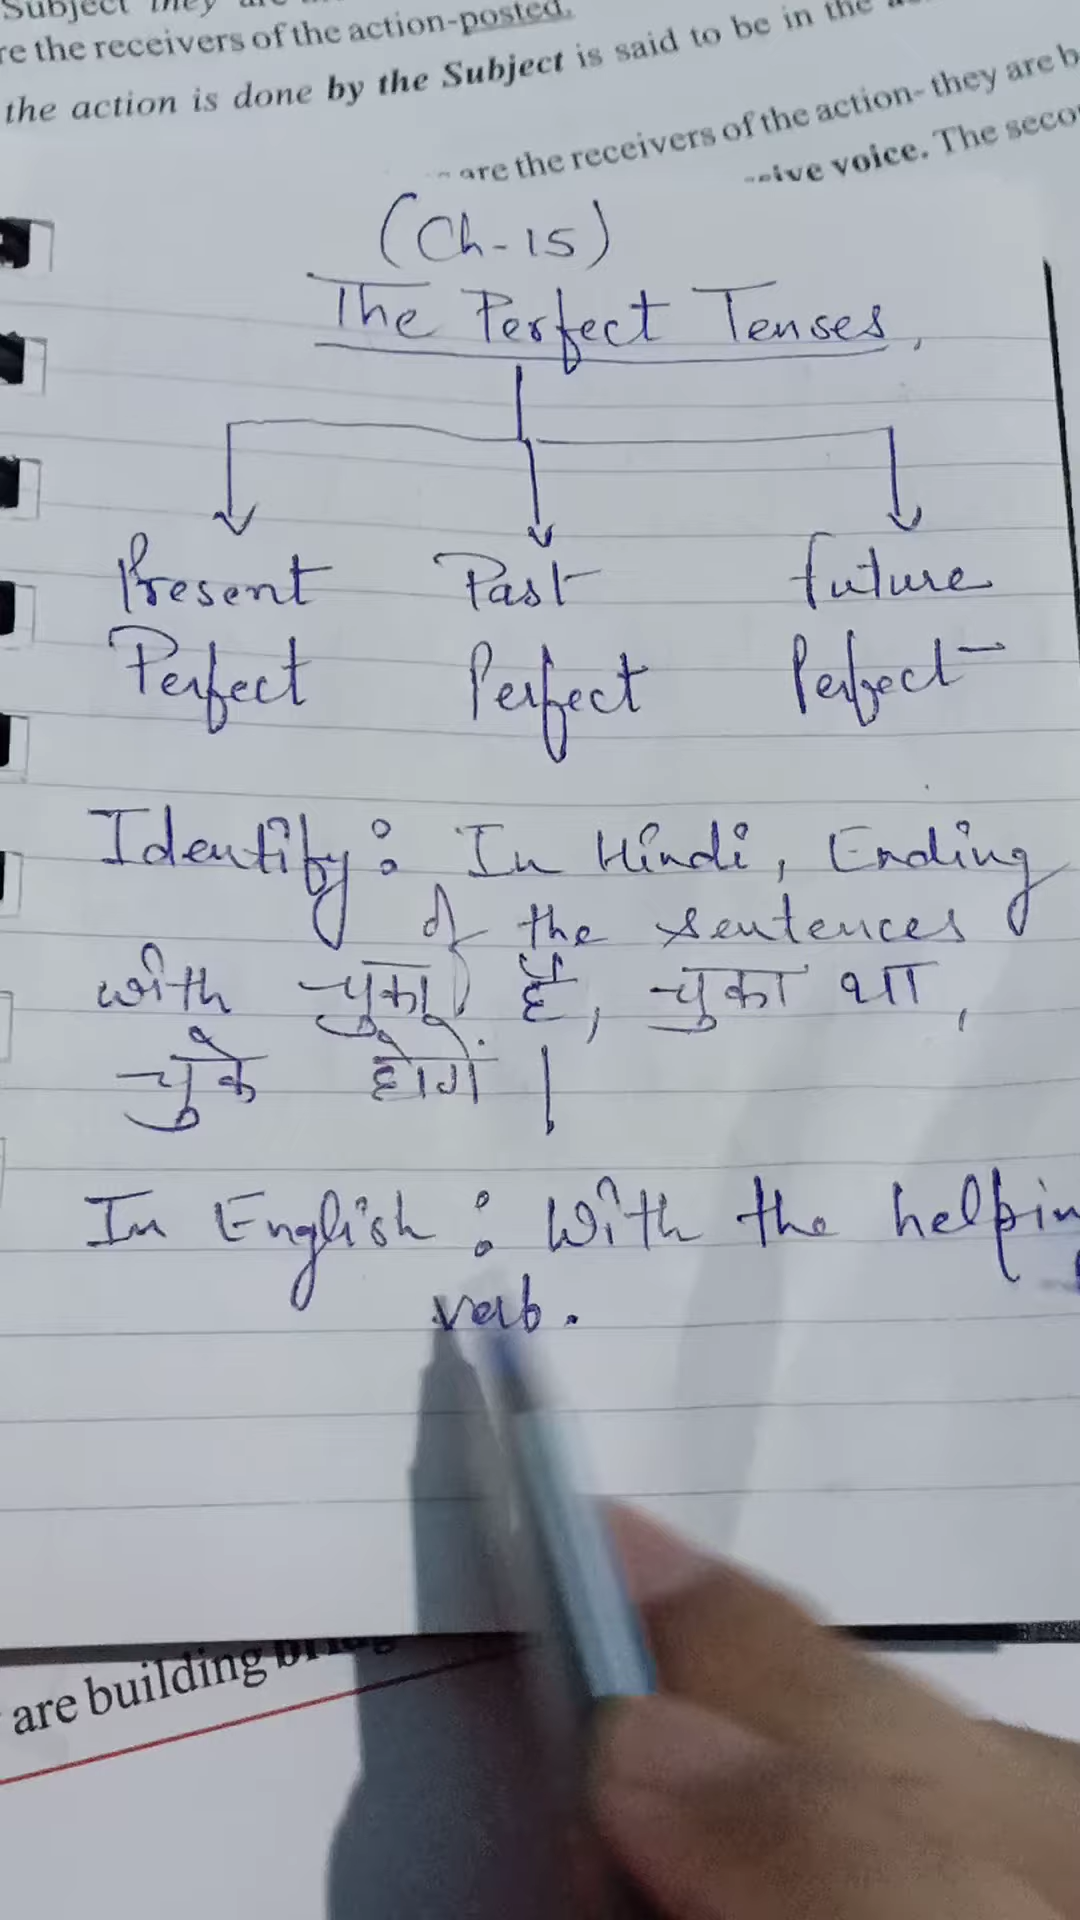 Subject they
re the receivers of the action-posted.
the action is done by the Subject is said to be in the
are the receivers of the action- they are b
voice. The seco
(Ch-15)
The Perfect Tenses,
Present Past Future
Perfect Perfect Perfect
Identify: In Hindi, Ending
of the sentences
with चुका है, चुका था,
चुके होगें |
In English: With the helpin
verb.
are building